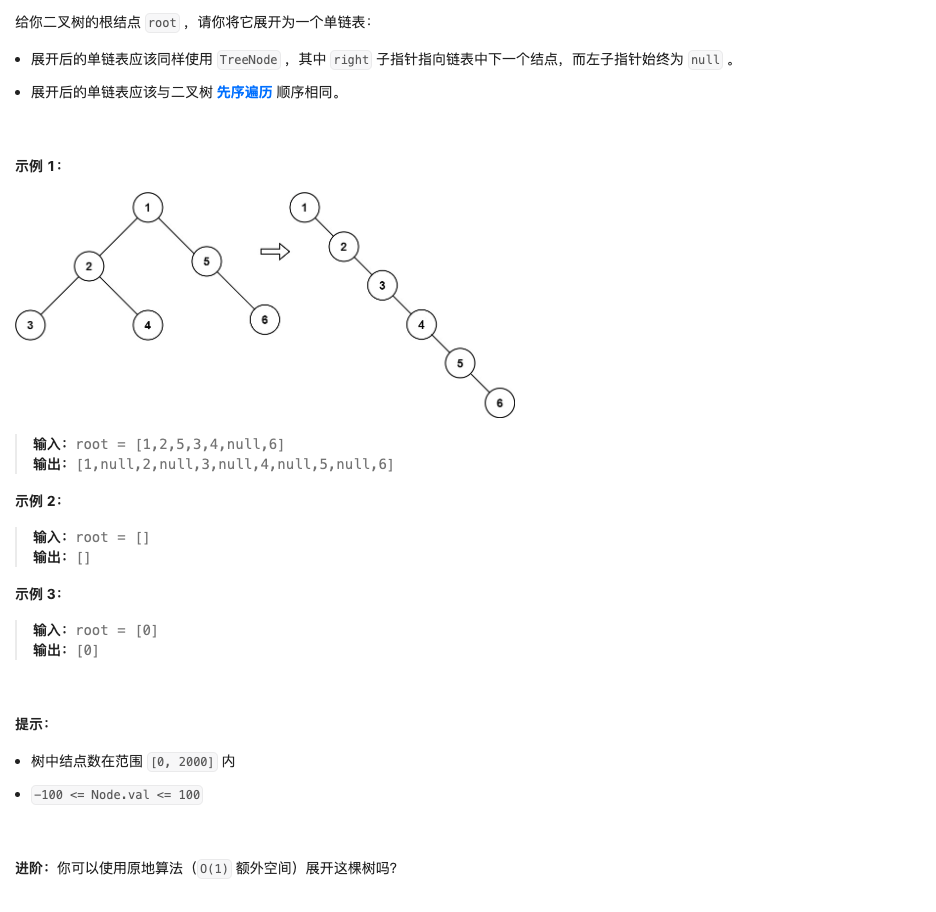 给你二叉树的根结点 root ，请你将它展开为一个单链表：
展开后的单链表应该同样使用 TreeNode ，其中 right 子指针指向链表中下一个结点，而左子指针始终为 null 。
展开后的单链表应该与二叉树 先序遍历 顺序相同。
示例 1：
1
2
5
3
4
6
1
2
3
4
5
6
输入：root = [1,2,5,3,4,null,6]
输出：[1,null,2,null,3,null,4,null,5,null,6]
示例 2：
输入：root = []
输出：[]
示例 3：
输入：root = [0]
输出：[0]
提示：
树中结点数在范围 [0, 2000] 内
-100 <= Node.val <= 100
进阶：你可以使用原地算法（O(1) 额外空间）展开这棵树吗？